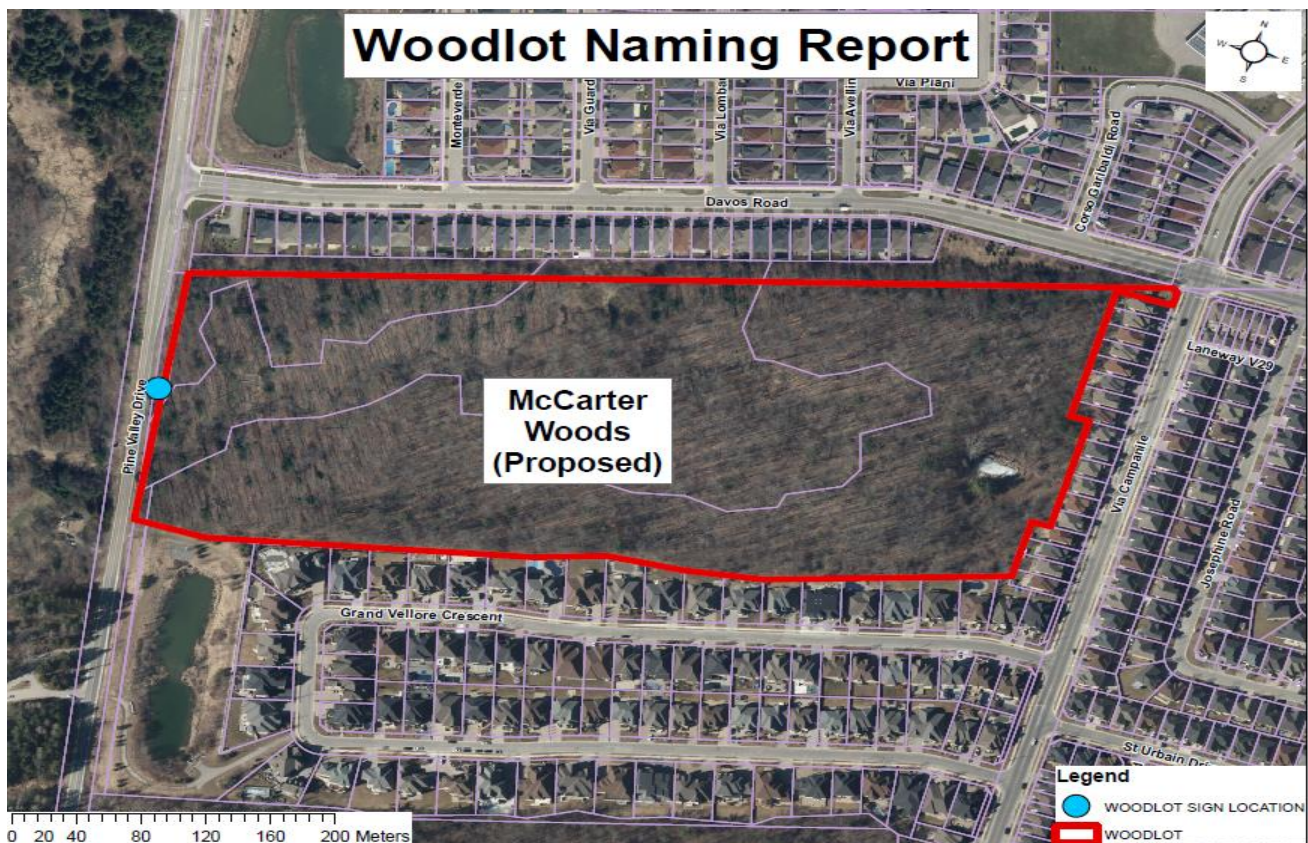 Woodlot Naming Report
N
W
E
S
Monteverde
Via Guard
Via Lombar
Via Avellin
Via Piani
Corso Garibaldi Road
Davos Road
Laneway V29
Pine Valley Drive
McCarter
Woods
(Proposed)
Via Campanile
Josephine Road
Grand Vellore Crescent
St Urbain Dri
Legend
WOODLOT SIGN LOCATION
WOODLOT
0 20 40 80 120 160 200 Meters